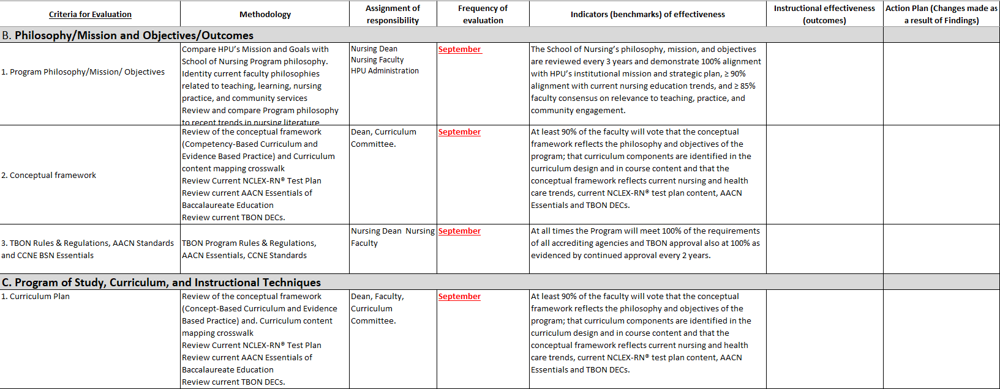 Criteria for Evaluation
Methodology
Assignment of
responsibility
Frequency of
evaluation
Indicators (benchmarks) of effectiveness
Instructional effectiveness
(outcomes)
Action Plan (Changes made as
a result of Findings)
B. Philosophy/Mission and Objectives/Outcomes
1. Program Philosophy/Mission/ Objectives
Compare HPU's Mission and Goals with
School of Nursing Program philosophy.
Identity current faculty philosophies
related to teaching, learning, nursing
practice, and community services
Review and compare Program philosophy
to recent trends in nursing literature
Nursing Dean
Nursing Faculty
HPU Administration
September
The School of Nursing's philosophy, mission, and objectives
are reviewed every 3 years and demonstrate 100% alignment
with HPU's institutional mission and strategic plan, ≥ 90%
alignment with current nursing education trends, and ≥ 85%
faculty consensus on relevance to teaching, practice, and
community engagement.
2. Conceptual framework
Review of the conceptual framework
(Competency-Based Curriculum and
Evidence Based Practice) and Curriculum
content mapping crosswalk
Review Current NCLEX-RN® Test Plan
Review current AACN Essentials of
Baccalaureate Education
Review current TBON DECs.
Dean, Curriculum
Committee.
September
At least 90% of the faculty will vote that the conceptual
framework reflects the philosophy and objectives of the
program; that curriculum components are identified in the
curriculum design and in course content and that the
conceptual framework reflects current nursing and health
care trends, current NCLEX-RN® test plan content, AACN
Essentials and TBON DECs.
3. TBON Rules & Regulations, AACN Standards
and CCNE BSN Essentials
TBON Program Rules & Regulations,
AACN Essentials, CCNE Standards
Nursing Dean  Nursing
Faculty
September
At all times the Program will meet 100% of the requirements
of all accrediting agencies and TBON approval also at 100% as
evidenced by continued approval every 2 years.
C. Program of Study, Curriculum, and Instructional Techniques
1. Curriculum Plan
Review of the conceptual framework
(Concept-Based Curriculum and Evidence
Based Practice) and. Curriculum content
mapping crosswalk
Review Current NCLEX-RN® Test Plan
Review current AACN Essentials of
Baccalaureate Education
Review current TBON DECs.
Dean, Faculty,
Curriculum
Committee.
September
At least 90% of the faculty will vote that the conceptual
framework reflects the philosophy and objectives of the
program; that curriculum components are identified in the
curriculum design and in course content and that the
conceptual framework reflects current nursing and health
care trends, current NCLEX-RN® test plan content, AACN
Essentials and TBON DECs.